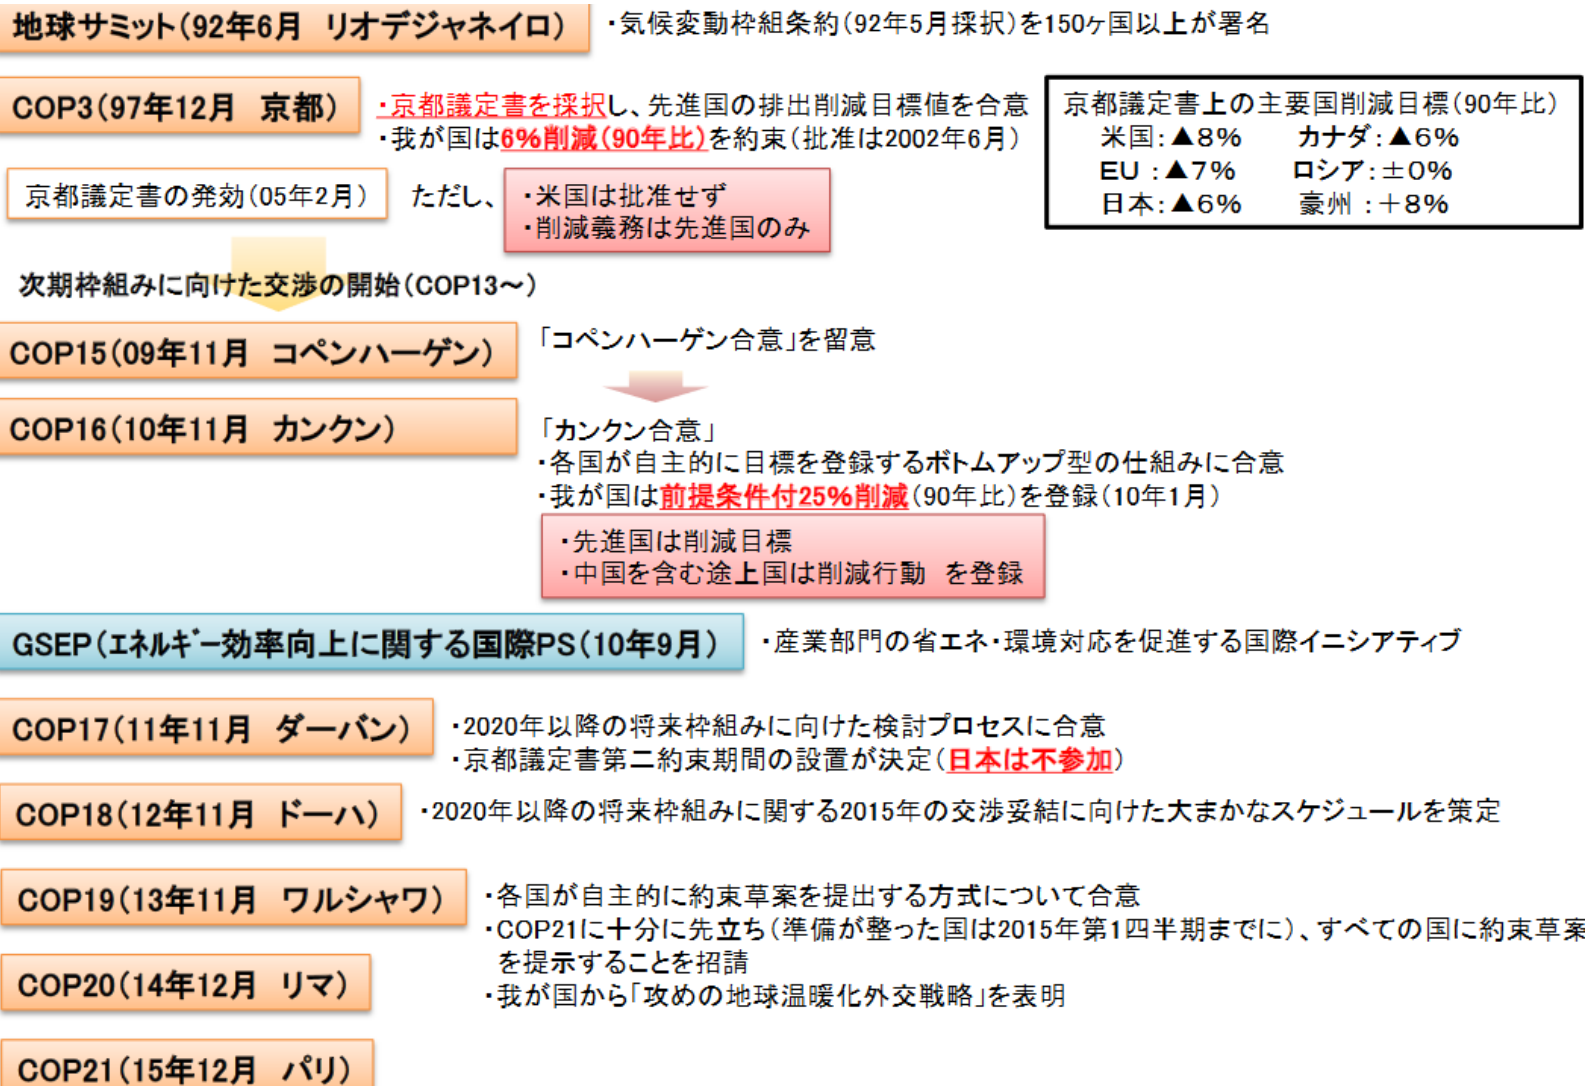 地球サミット(92年6月 リオデジャネイロ)
・気候変動枠組条約(92年5月採択)を150ヶ国以上が署名
COP3(97年12月 京都)
・京都議定書を採択し、先進国の排出削減目標値を合意
・我が国は6%削減(90年比)を約束(批准は2002年6月)
京都議定書上の主要国削減目標(90年比)
米国:▲8% カナダ:▲6%
EU :▲7% ロシア:±0%
日本:▲6% 豪州 :+8%
京都議定書の発効(05年2月)
ただし、
・米国は批准せず
・削減義務は先進国のみ
次期枠組みに向けた交渉の開始(COP13～)
COP15(09年11月 コペンハーゲン)
「コペンハーゲン合意」を留意
COP16(10年11月 カンクン)
「カンクン合意」
・各国が自主的に目標を登録するボトムアップ型の仕組みに合意
・我が国は前提条件付25%削減(90年比)を登録(10年1月)
・先進国は削減目標
・中国を含む途上国は削減行動 を登録
GSEP(エネルギー効率向上に関する国際PS(10年9月)
・産業部門の省エネ・環境対応を促進する国際イニシアティブ
COP17(11年11月 ダーバン)
・2020年以降の将来枠組みに向けた検討プロセスに合意
・京都議定書第二約束期間の設置が決定(日本は不参加)
COP18(12年11月 ドーハ)
・2020年以降の将来枠組みに関する2015年の交渉妥結に向けた大まかなスケジュールを策定
COP19(13年11月 ワルシャワ)
・各国が自主的に約束草案を提出する方式について合意
・COP21に十分に先立ち(準備が整った国は2015年第1四半期までに)、すべての国に約束草案
を提示することを招請
・我が国から「攻めの地球温暖化外交戦略」を表明
COP20(14年12月 リマ)
COP21(15年12月 パリ)